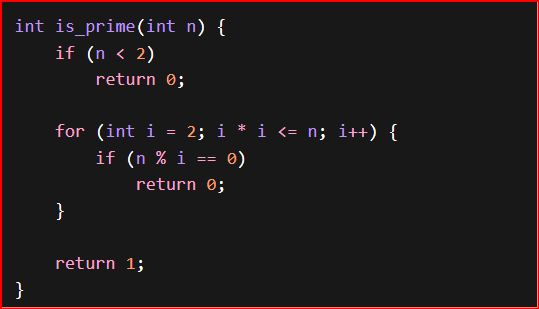 int is_prime(int n) {
    if (n < 2)
        return 0;

    for (int i = 2; i * i <= n; i++) {
        if (n % i == 0)
            return 0;
    }

    return 1;
}